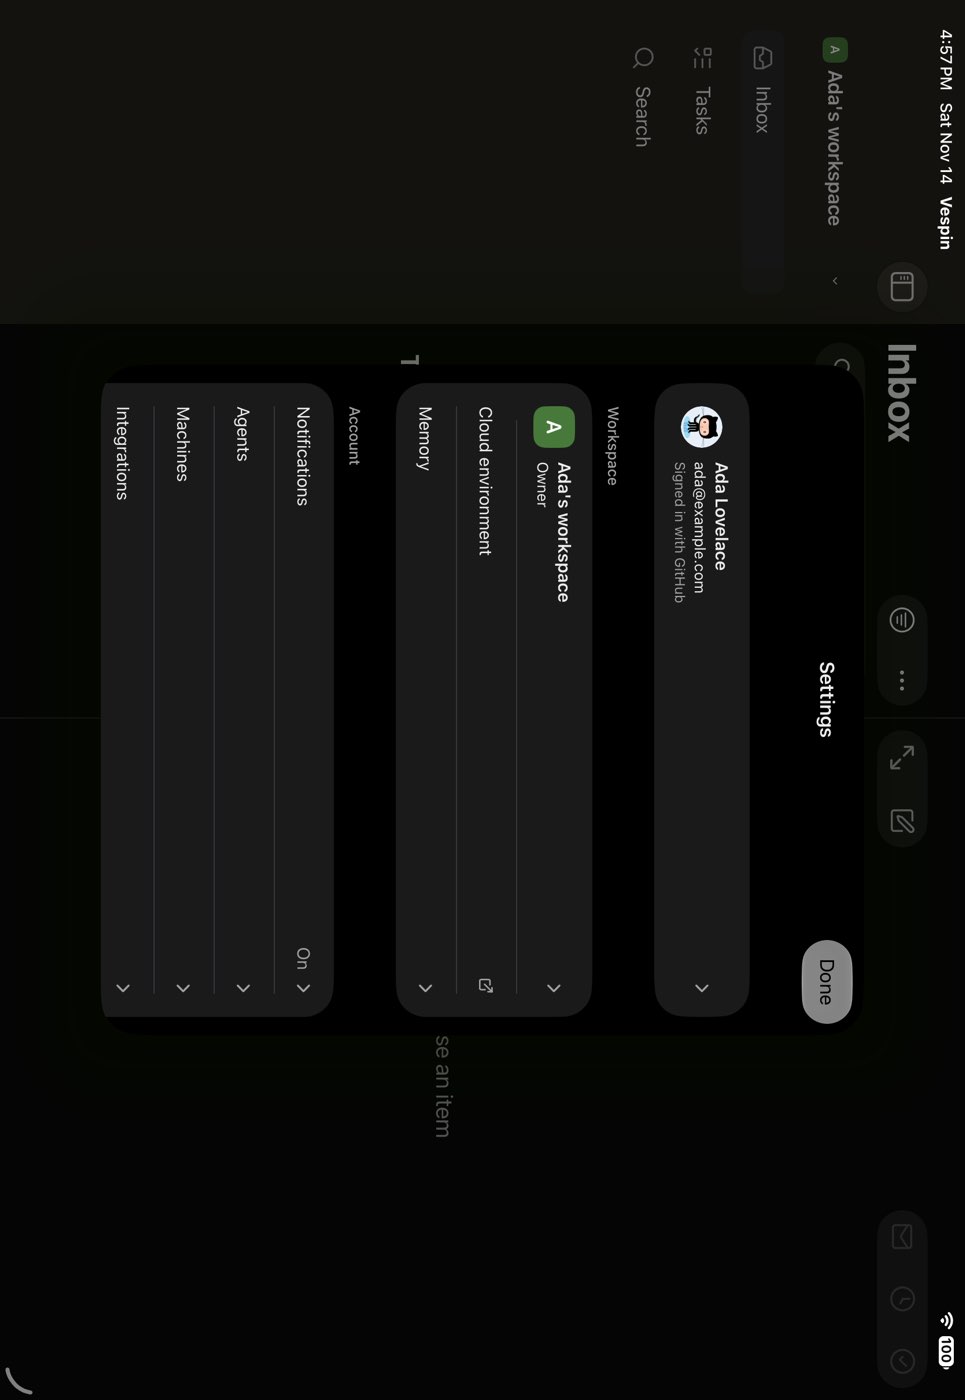 4:57 PM Sat Nov 14 Vespin
100
Inbox
A Ada's workspace
Inbox
Tasks
Search
Settings
Done
Ada Lovelace
ada@example.com
Signed in with GitHub
Workspace
A
Ada's workspace
Owner
Cloud environment
Memory
Account
Notifications On
Agents
Machines
Integrations
an item